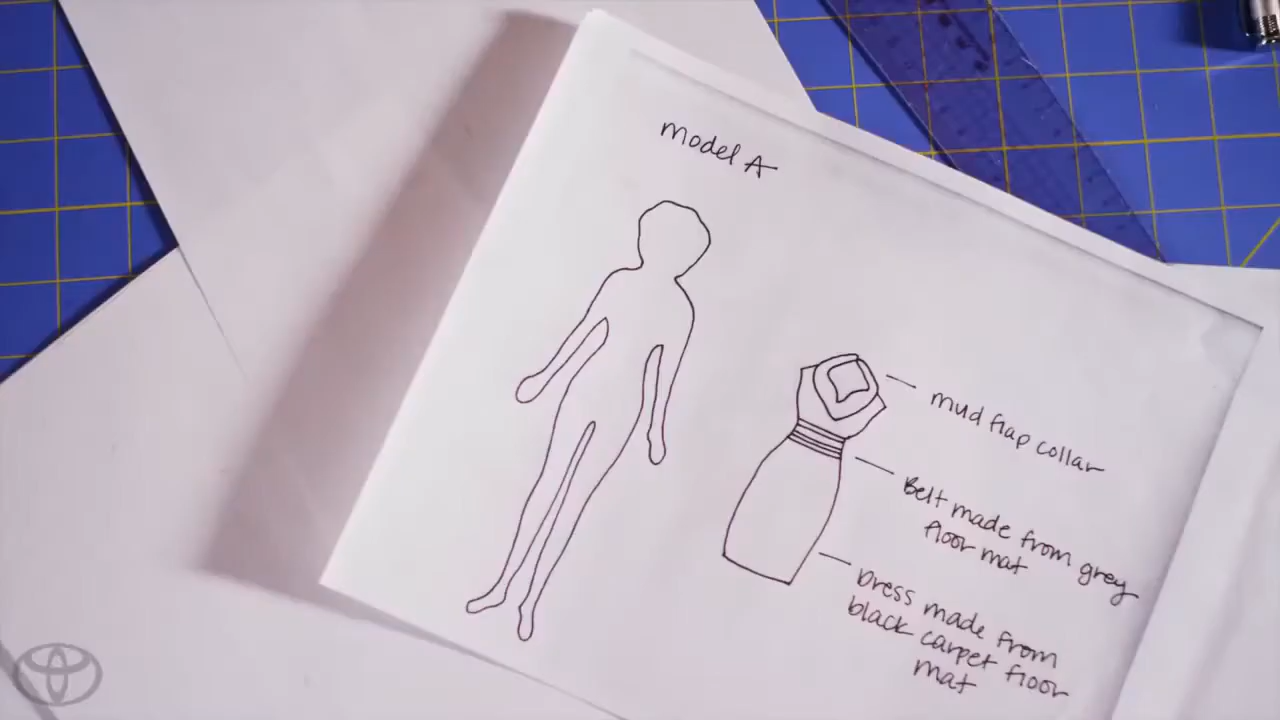 Model A
mud flap collar
Belt made from grey
floor mat
Dress made from
black carpet floor
mat